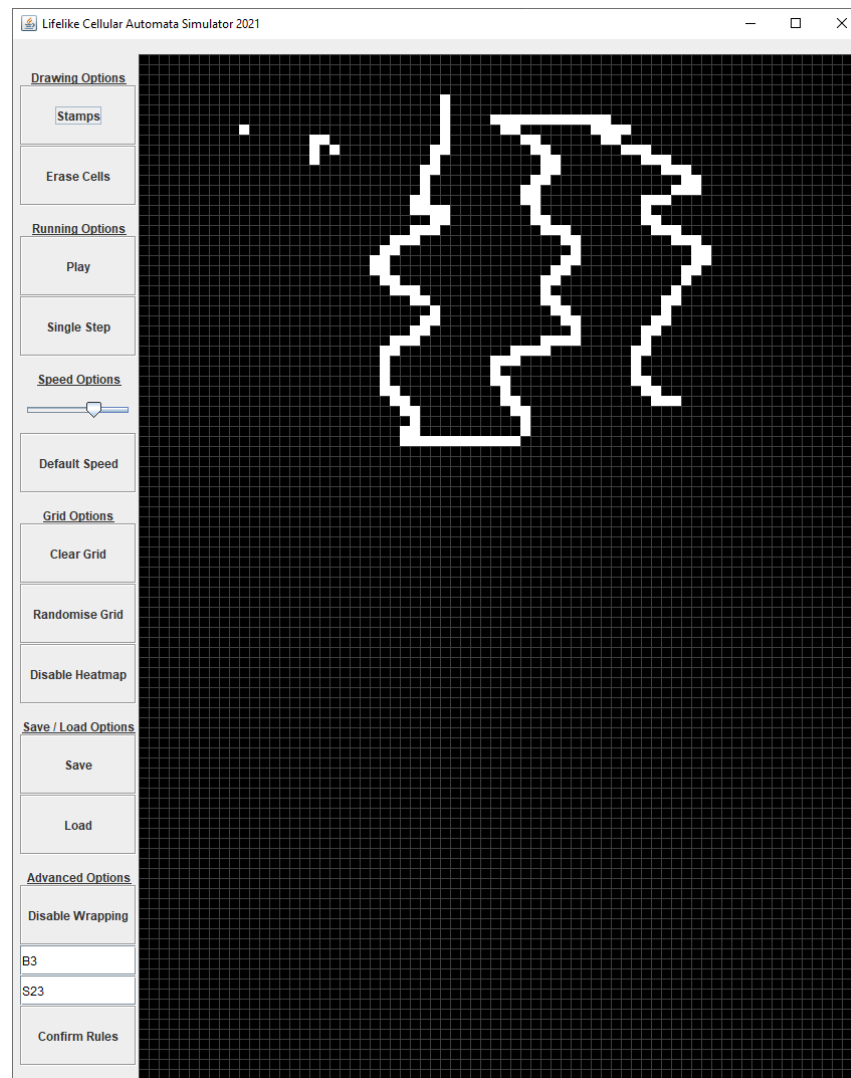 Lifelike Cellular Automata Simulator 2021
Drawing Options
Stamps
Erase Cells
Running Options
Play
Single Step
Speed Options
Default Speed
Grid Options
Clear Grid
Randomise Grid
Disable Heatmap
Save / Load Options
Save
Load
Advanced Options
Disable Wrapping
B3
S23
Confirm Rules